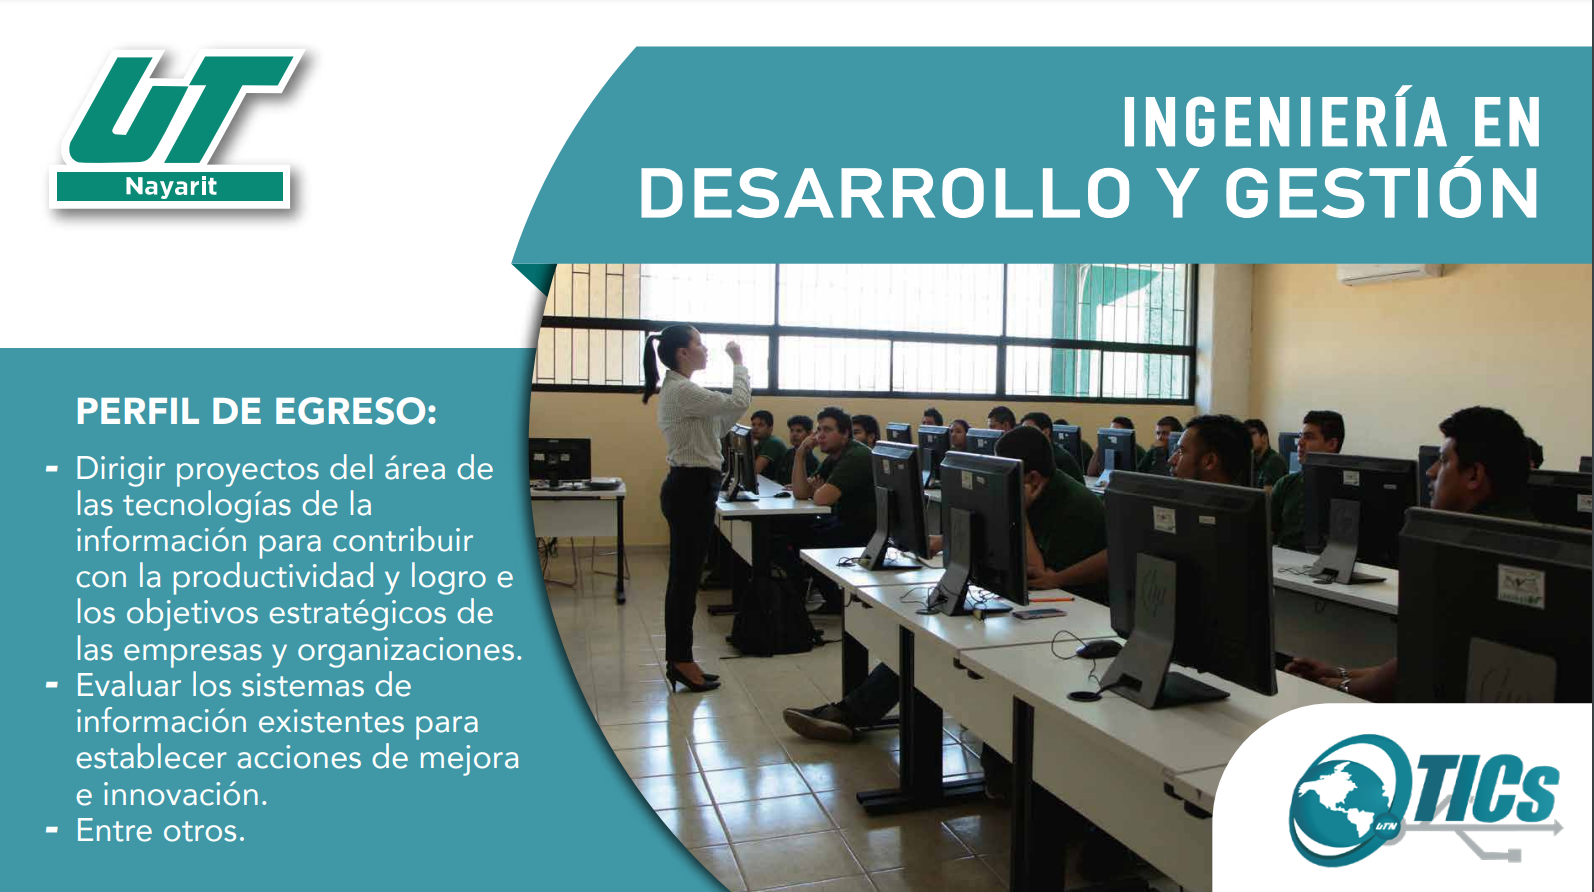 UT
Nayarit
INGENIERÍA EN
DESARROLLO Y GESTIÓN
PERFIL DE EGRESO:
- Dirigir proyectos del área de
las tecnologías de la
información para contribuir
con la productividad y logro e
los objetivos estratégicos de
las empresas y organizaciones.
- Evaluar los sistemas de
información existentes para
establecer acciones de mejora
e innovación.
- Entre otros.
TICs
UTN